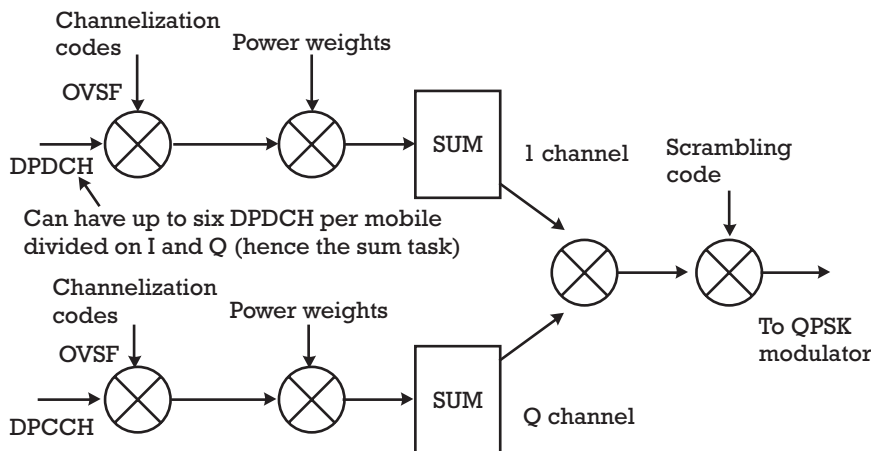 Channelization
codes
Power weights
OVSF
SUM
1 channel
Scrambling
code
DPDCH
Can have up to six DPDCH per mobile
divided on I and Q (hence the sum task)
Channelization
codes
Power weights
OVSF
To QPSK
modulator
SUM
DPCCH
Q channel